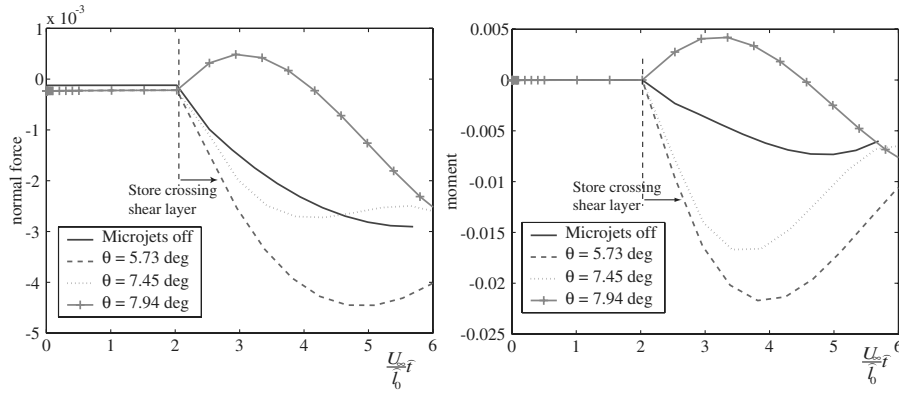 x 10⁻³
1
0
-1
-2
-3
-4
-5
normal force
Store crossing
shear layer
Microjets off
θ = 5.73 deg
θ = 7.45 deg
θ = 7.94 deg
0 1 2 3 4 5 6
U∞ t̂
l̂0
0.005
0
-0.005
-0.01
-0.015
-0.02
-0.025
moment
Store crossing
shear layer
Microjets off
θ = 5.73 deg
θ = 7.45 deg
θ = 7.94 deg
0 1 2 3 4 5 6
U∞ t̂
l̂0